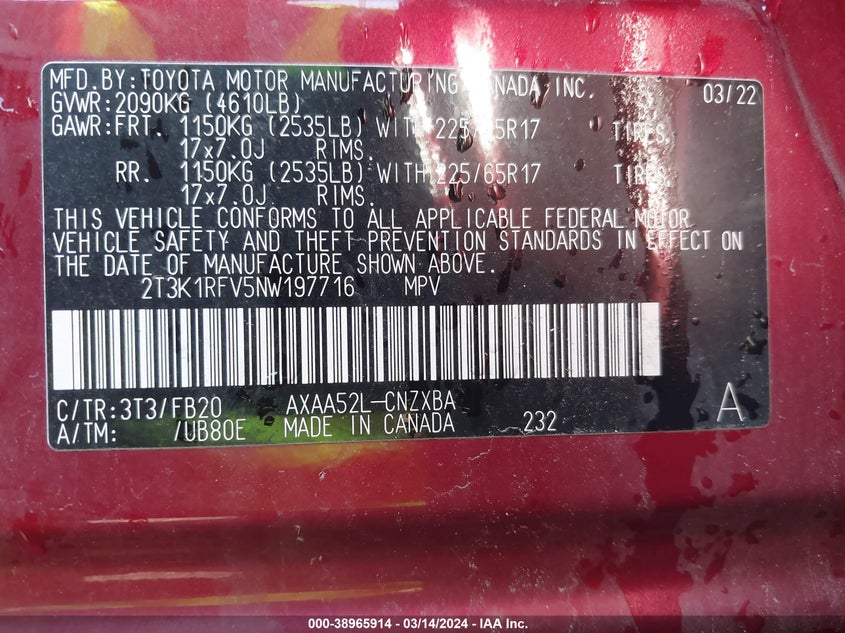 MFD.BY:TOYOTA MOTOR MANUFACTURING CANADA INC. 03/22
GVWR:2090KG (4610LB)
GAWR:FRT. 1150KG (2535LB) WITH 225/65R17 TIRES,
17x7.0J RIMS.
RR. 1150KG (2535LB) WITH 225/65R17 TIRES,
17x7.0J RIMS.
THIS VEHICLE CONFORMS TO ALL APPLICABLE FEDERAL MOTOR
VEHICLE SAFETY AND THEFT PREVENTION STANDARDS IN EFFECT ON
THE DATE OF MANUFACTURE SHOWN ABOVE.
2T3K1RFV5NW197716 MPV
C/TR:3T3/FB20 AXAA52L-CNZXBA A
A/TM: /UB80E MADE IN CANADA 232
000-38965914 - 03/14/2024 - IAA Inc.